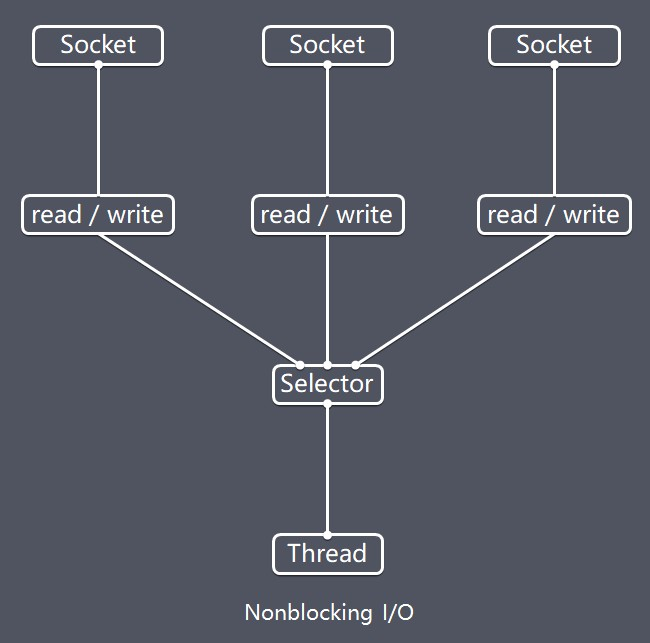 Socket
Socket
Socket
read / write
read / write
read / write
Selector
Thread
Nonblocking I/O